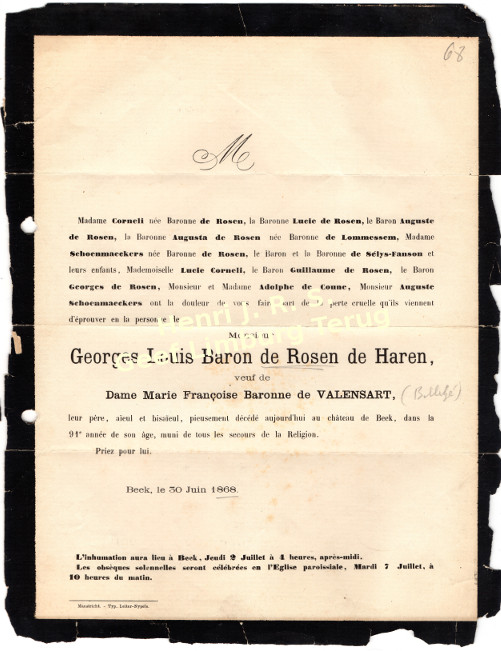 68
M
Madame Corneli née Baronne de Rosen, la Baronne Lucie de Rosen, le Baron Auguste
de Rosen, la Baronne Augusta de Rosen née Baronne de Lommessem, Madame
Schoenmaeckers née Baronne de Rosen, le Baron et la Baronne de Sélys-Fanson et
leurs enfants, Mademoiselle Lucie Corneli, le Baron Guillaume de Rosen, le Baron
Georges de Rosen, Monsieur et Madame Adolphe de Coune, Monsieur Auguste
Schoenmaeckers ont la douleur de vous faire part de la perte cruelle qu'ils viennent
d'éprouver en la personne de
Henri J. R. S.
Geef Limburg Terug
Monsieur
Georges Louis Baron de Rosen de Haren,
veuf de
Dame Marie Françoise Baronne de VALENSART,
leur père, aïeul et bisaïeul, pieusement décédé aujourd'hui au château de Beek, dans la
91e année de son âge, muni de tous les secours de la Religion.
Priez pour lui.
Beek, le 30 Juin 1868.
L'inhumation aura lieu à Beek, Jeudi 2 Juillet à 4 heures, après-midi.
Les obsèques solennelles seront célébrées en l'Eglise paroissiale, Mardi 7 Juillet, à
10 heures du matin.
Maestricht. - Typ. Leiter-Nypels.